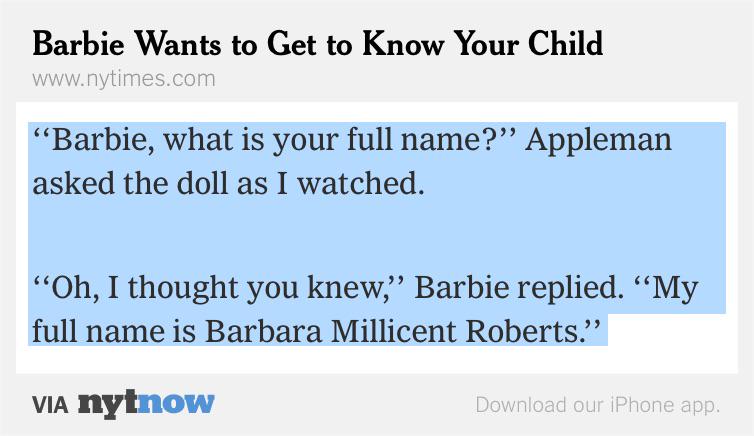 Barbie Wants to Get to Know Your Child
www.nytimes.com
‘‘Barbie, what is your full name?’’ Appleman
asked the doll as I watched.
‘‘Oh, I thought you knew,’’ Barbie replied. ‘‘My
full name is Barbara Millicent Roberts.’’
VIA nytnow
Download our iPhone app.